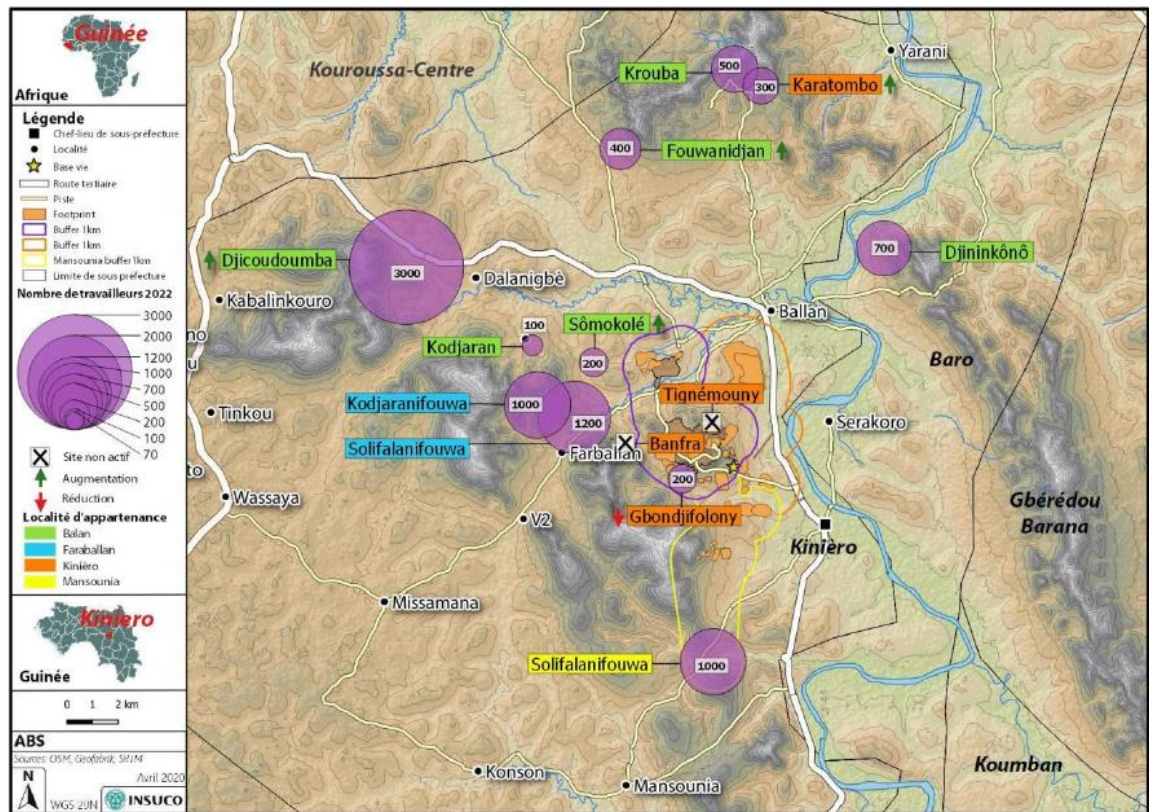 Guinée
Afrique
Légende
Chef-lieu de sous-préfecture
Localité
Base vie
Route tertiaire
Piste
Footprint
Buffer 1km
Buffer 1km
Mansounia buffer 1km
Limite de sous préfecture
Nombre de travailleurs 2022
3000
2000
1200
1000
700
500
200
100
70
Site non actif
Augmentation
Réduction
Localité d'appartenance
Balan
Faraballan
Kinièro
Mansounia
Kiniero
Guinée
0 1 2 km
ABS
Sources: OSM, Geofabrik, SRTM
Avril 2020
N
WGS 29N
INSUCO
Kouroussa-Centre
Yarani
Krouba
500
300
Karatombo
400
Fouwanidjan
Djicoudoumba
3000
Dalanigbè
Kabalinkouro
700
Djininkônô
Ballan
100
Kodjaran
Sômokolé
200
Baro
no
u
Tinkou
Kodjaranifouwa
1000
1200
Solifalanifouwa
Farballan
Tignémouny
Banfra
Serakoro
to
Wassaya
V2
200
Gbondjifolony
Kinièro
Gbérédou
Barana
Missamana
Solifalanifouwa
1000
Konson
Mansounia
Koumban